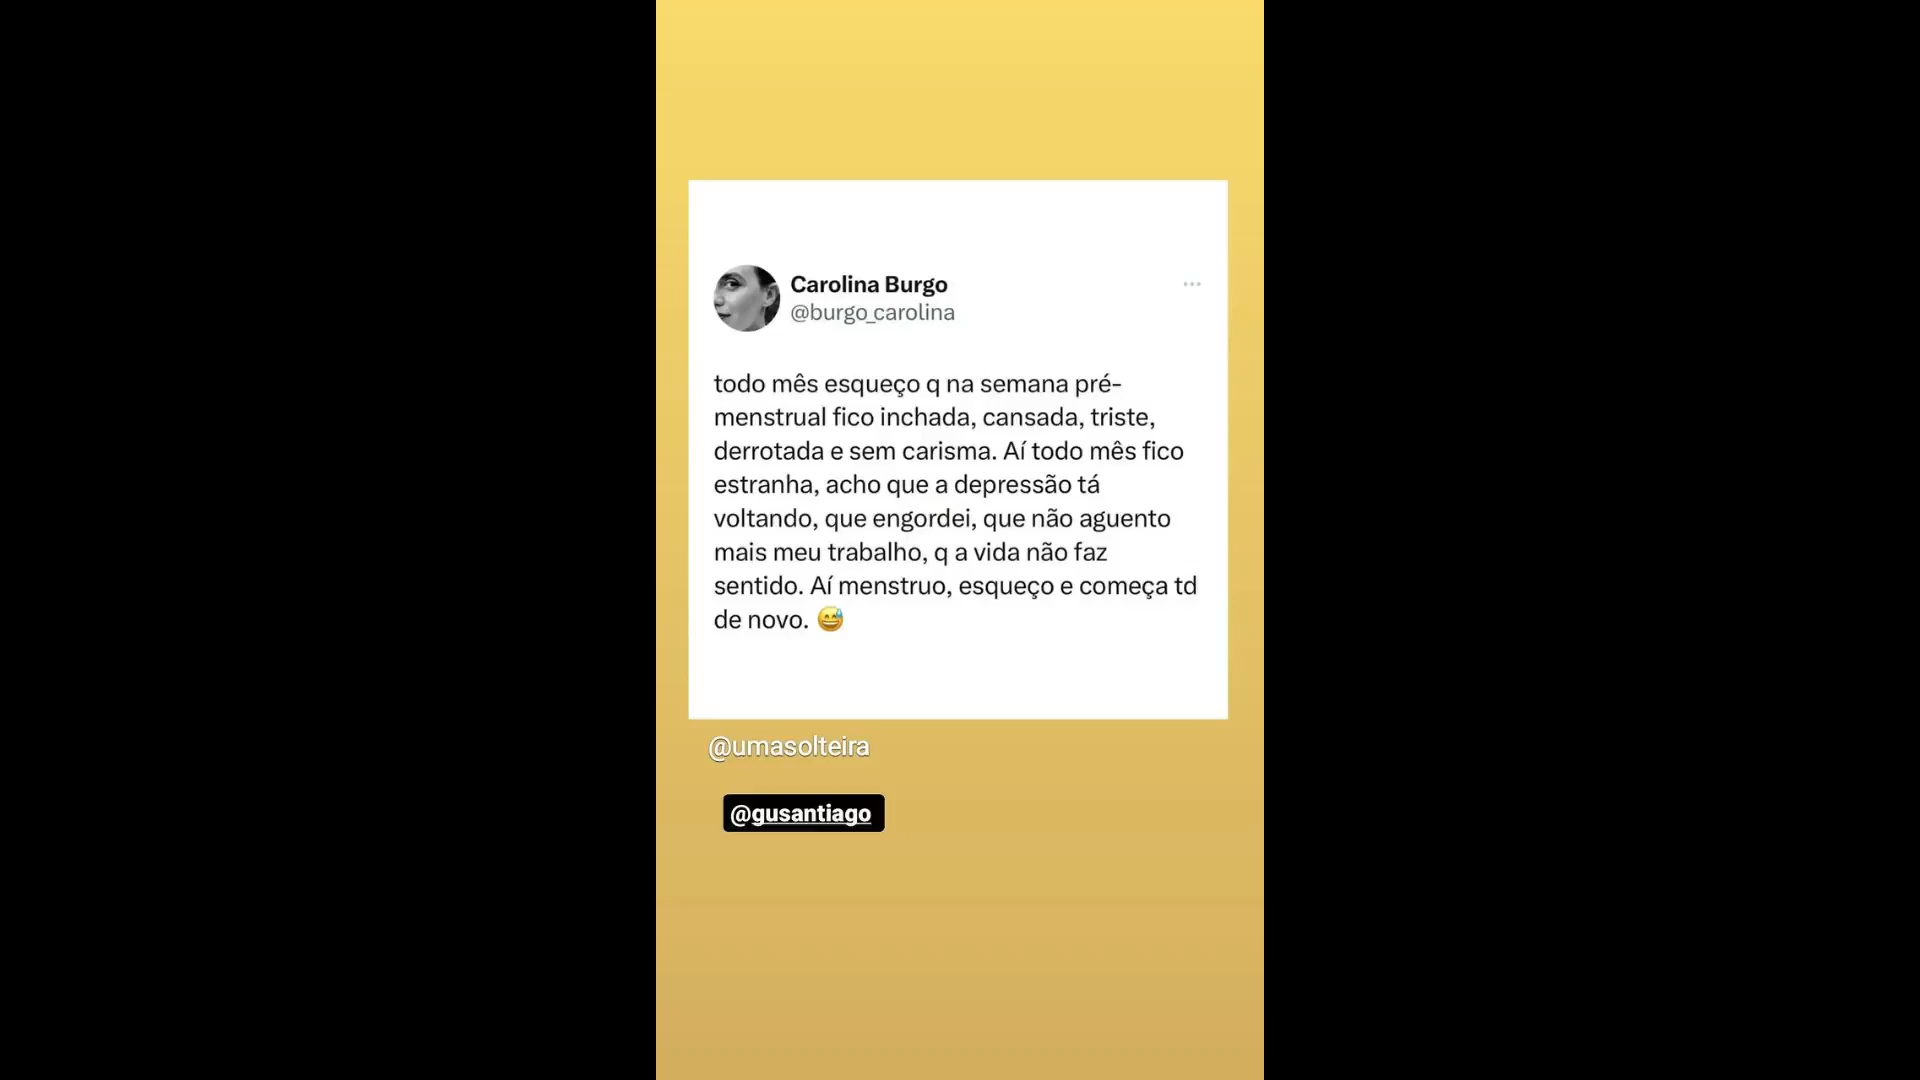 Carolina Burgo
@burgo_carolina
todo mês esqueço q na semana pré-
menstrual fico inchada, cansada, triste,
derrotada e sem carisma. Aí todo mês fico
estranha, acho que a depressão tá
voltando, que engordei, que não aguento
mais meu trabalho, q a vida não faz
sentido. Aí menstruo, esqueço e começa td
de novo. 😅
@umasolteira
@gusantiago